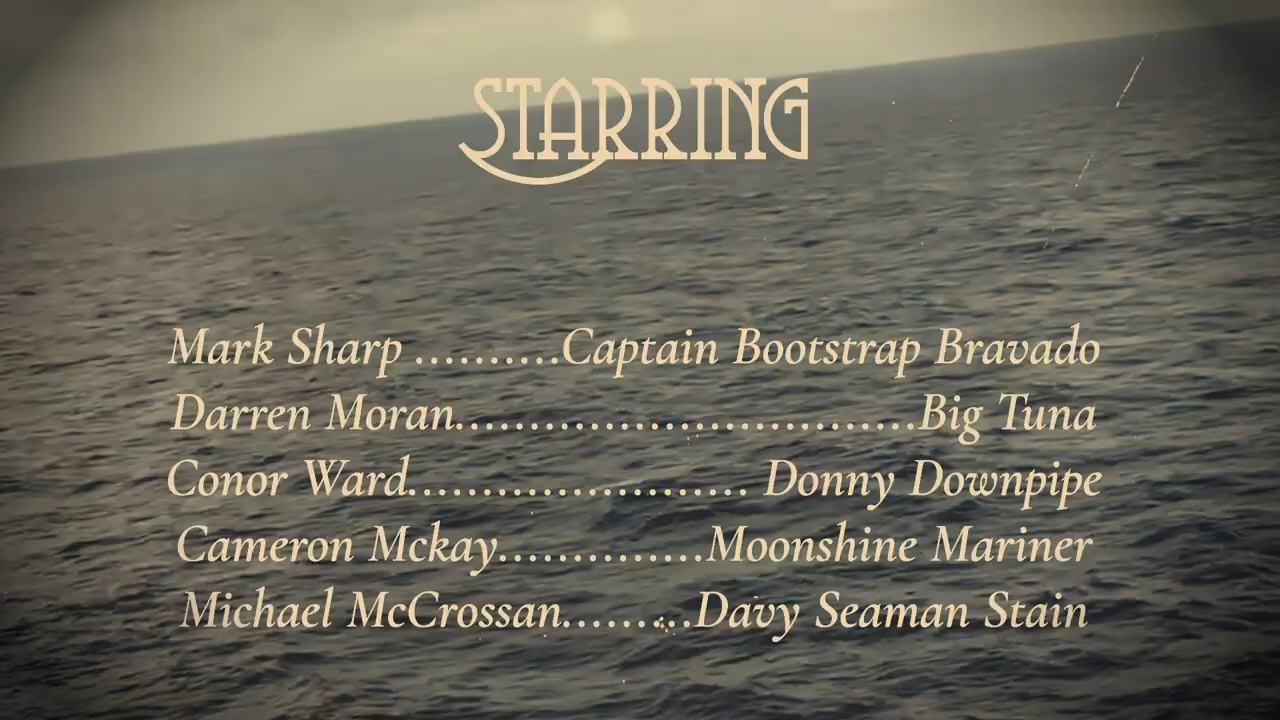 STARRING
Mark Sharp ..........Captain Bootstrap Bravado
Darren Moran................................Big Tuna
Conor Ward....................... Donny Downpipe
Cameron Mckay..............Moonshine Mariner
Michael McCrossan.........Davy Seaman Stain